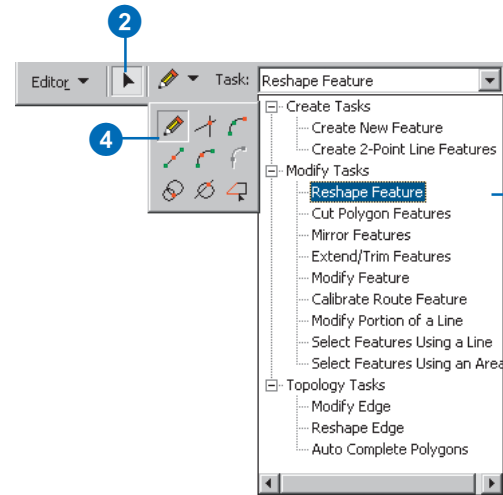 2
Editor Task: Reshape Feature
4
Create Tasks
Create New Feature
Create 2-Point Line Features
Modify Tasks
Reshape Feature
Cut Polygon Features
Mirror Features
Extend/Trim Features
Modify Feature
Calibrate Route Feature
Modify Portion of a Line
Select Features Using a Line
Select Features Using an Area
Topology Tasks
Modify Edge
Reshape Edge
Auto Complete Polygons